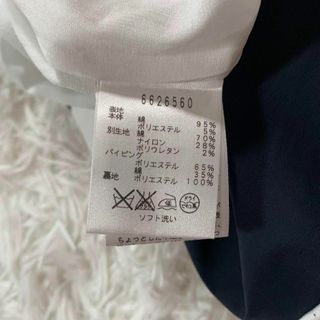 6626560
表地
本体 綿 95%
ポリエステル 5%
別生地 綿 70%
ナイロン 28%
ポリウレタン 2%
パイピング
綿 65%
ポリエステル 35%
裏地 ポリエステル 100%
ドライ
ソフト洗い